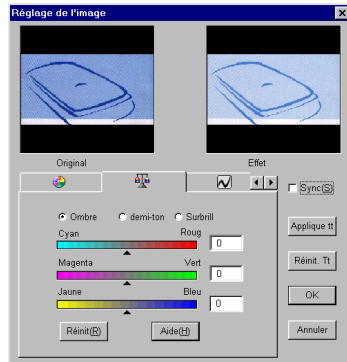 Réglage de l'image
Original
Effet
Sync(S)
Ombre demi-ton Surbrill
Cyan Roug
0
Magenta Vert
0
Jaune Bleu
0
Réinit(R) Aide(H)
Applique tt
Réinit. Tt
OK
Annuler